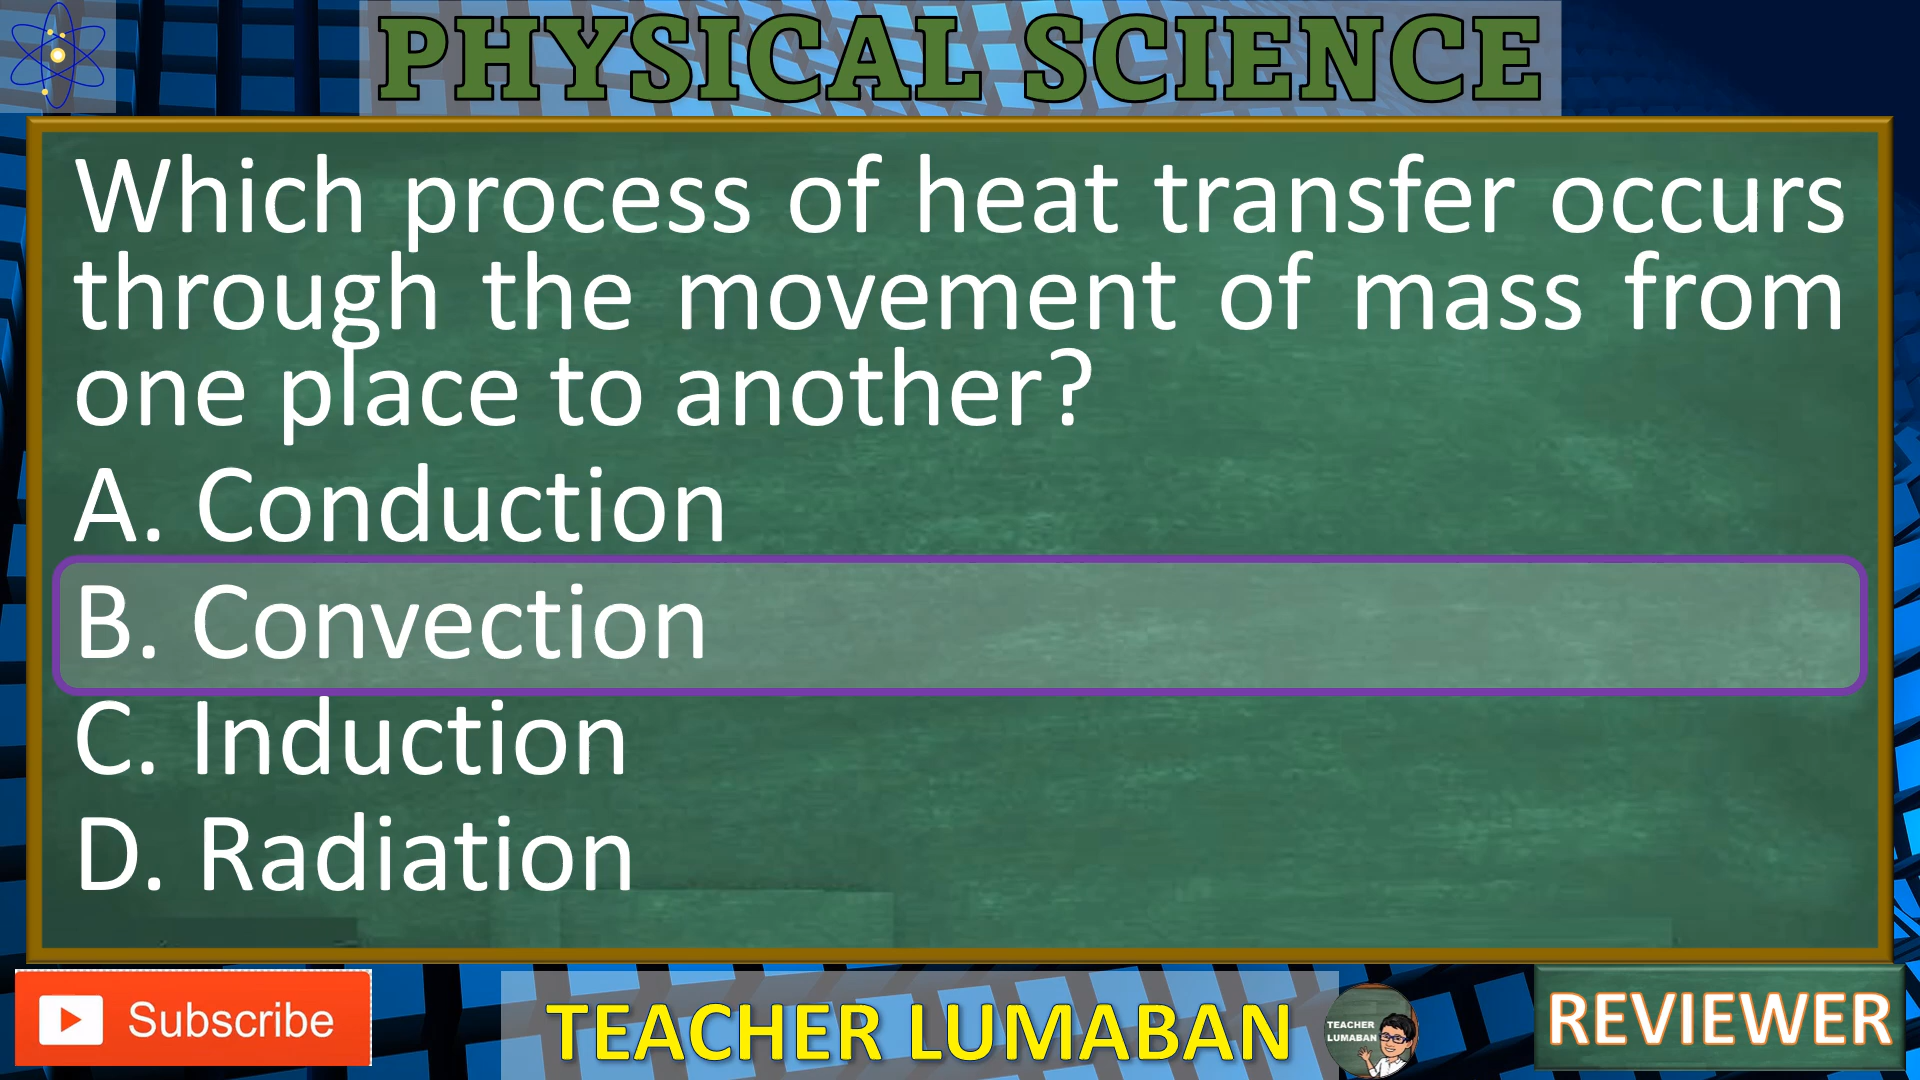 PHYSICAL SCIENCE
Which process of heat transfer occurs
through the movement of mass from
one place to another?
A. Conduction
B. Convection
C. Induction
D. Radiation
Subscribe
TEACHER LUMABAN
TEACHER
LUMABAN
REVIEWER